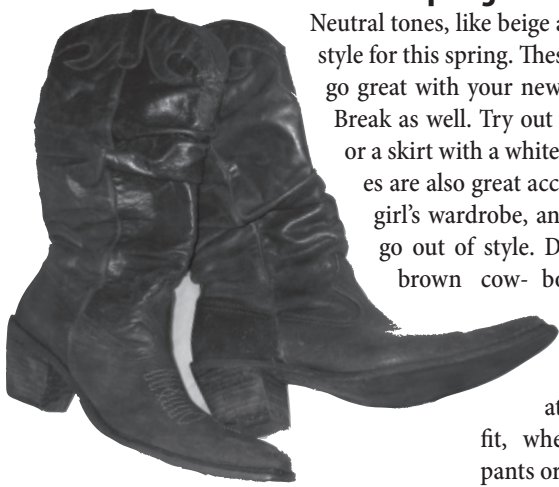 Neutral tones, like beige a
style for this spring. Thes
go great with your new
Break as well. Try out
or a skirt with a white
es are also great acc
girl's wardrobe, an
go out of style. D
brown cow- bo
at
fit, whe
pants or